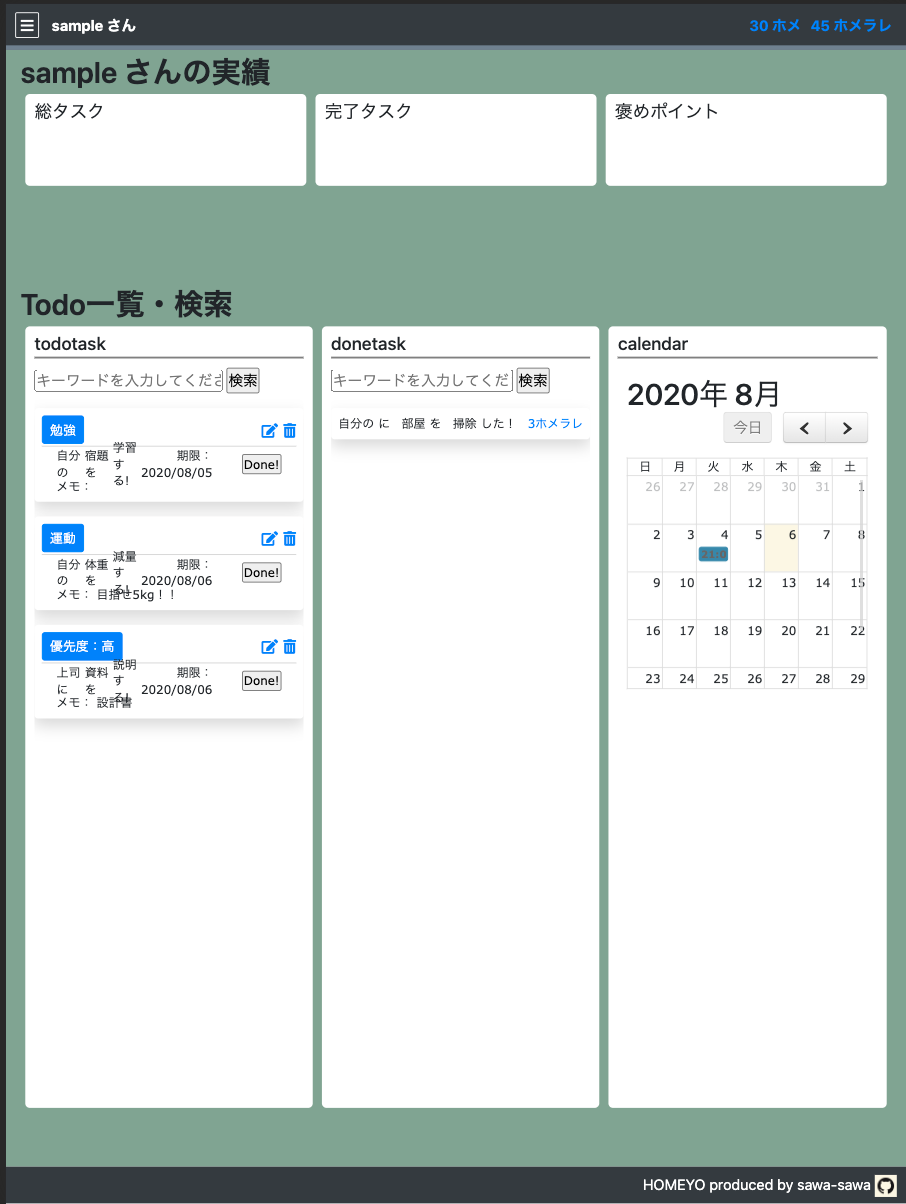 sample さん 30 ホメ 45 ホメラレ
sample さんの実績
総タスク 完了タスク 褒めポイント
Todo一覧・検索
todotask
キーワードを入力してくださ 検索
勉強
自分の 宿題を 学習する! 期限: 2020/08/05 Done!
メモ:
運動
自分の 体重を 減量する! 期限: 2020/08/06 Done!
メモ: 目指せ5kg!!
優先度:高
上司に 資料を 説明する! 期限: 2020/08/06 Done!
メモ: 設計書
donetask
キーワードを入力してくだ 検索
自分の に 部屋 を 掃除 した! 3ホメラレ
calendar
2020年 8月
今日
日 月 火 水 木 金 土
26 27 28 29 30 31 1
2 3 4 5 6 7 8
9 10 11 12 13 14 15
16 17 18 19 20 21 22
23 24 25 26 27 28 29
HOMEYO produced by sawa-sawa